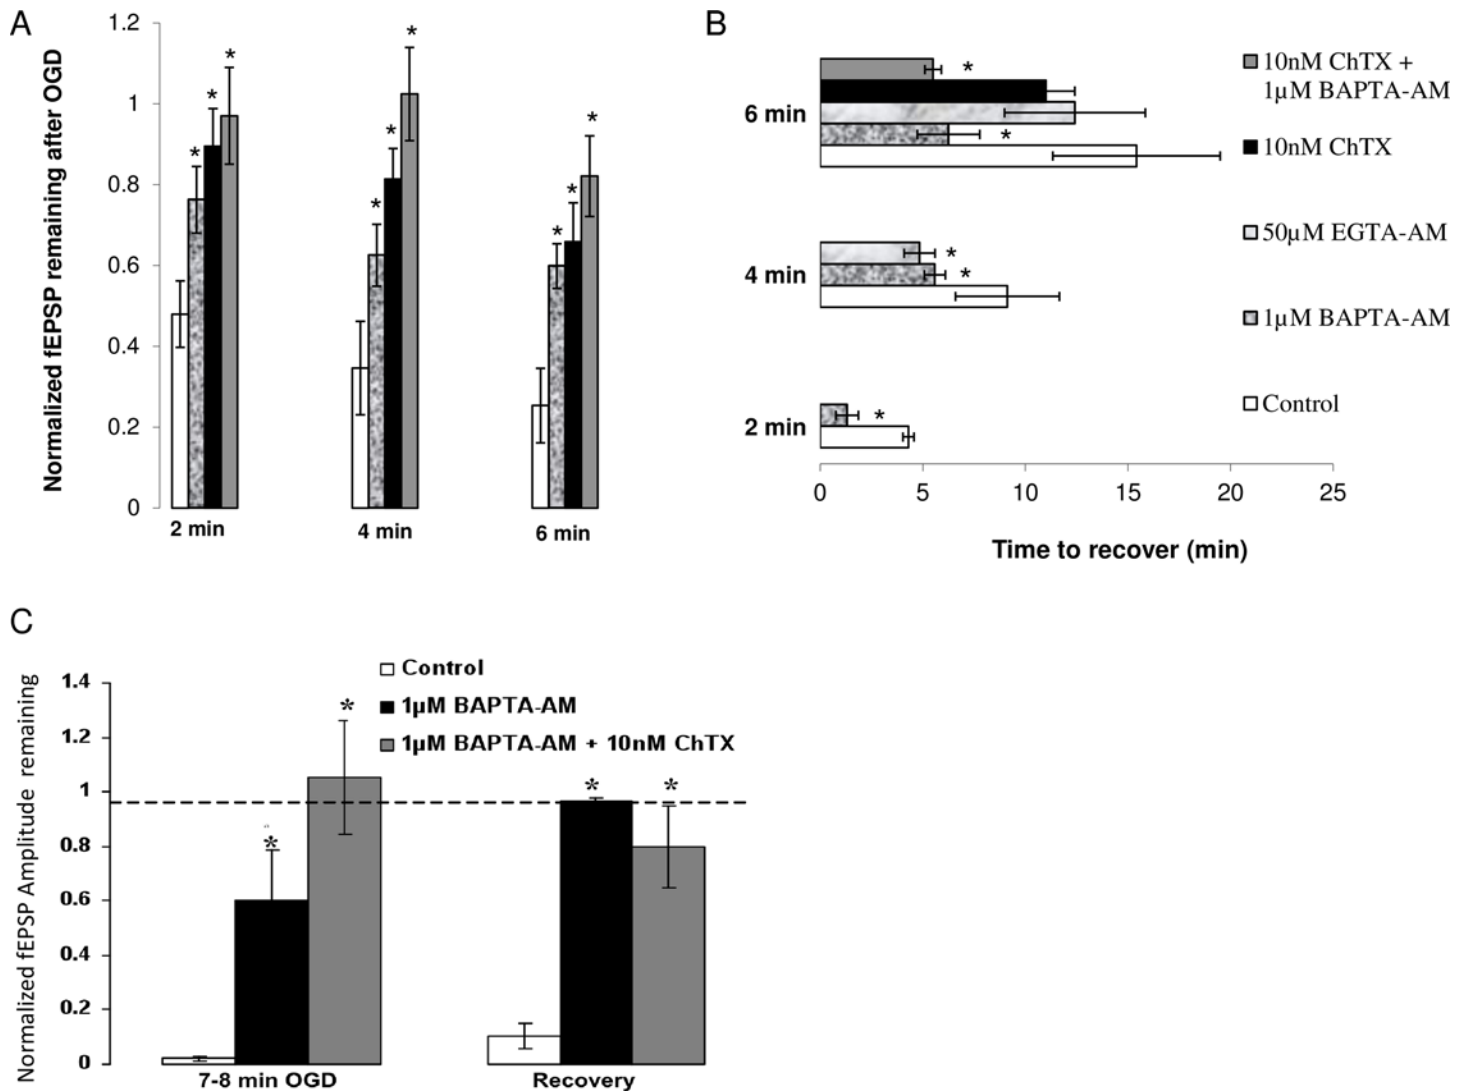 A
Normalized fEPSP remaining after OGD
1.2
1
0.8
0.6
0.4
0.2
0
* * * *
* * * *
* * * *
2 min
4 min
6 min
B
6 min
4 min
2 min
*
*
*
*
*
0
5
10
15
20
25
Time to recover (min)
10nM ChTX +
1µM BAPTA-AM
10nM ChTX
50µM EGTA-AM
1µM BAPTA-AM
Control
C
Normalized fEPSP Amplitude remaining
1.4
1.2
1
0.8
0.6
0.4
0.2
0
Control
1µM BAPTA-AM
1µM BAPTA-AM + 10nM ChTX
* *
* *
7-8 min OGD
Recovery